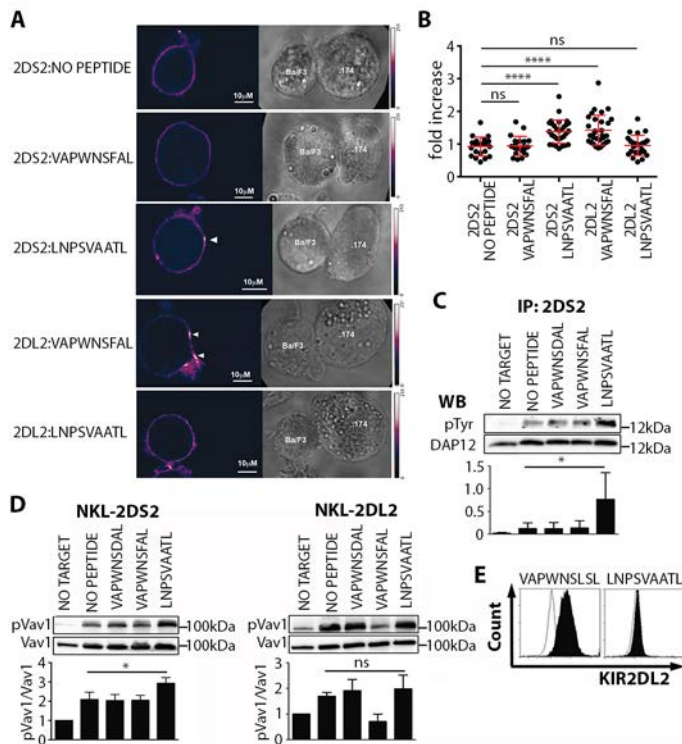 A
2DS2:NO PEPTIDE
10µM
Ba/F3
.174
2DS2:VAPWNSFAL
10µM
Ba/F3
.174
2DS2:LNPSVAATL
10µM
Ba/F3
.174
2DL2:VAPWNSFAL
10µM
Ba/F3
.174
2DL2:LNPSVAATL
10µM
Ba/F3
.174
B
ns
****
****
ns
fold increase
4
3
2
1
0
2DS2 NO PEPTIDE
2DS2 VAPWNSFAL
2DS2 LNPSVAATL
2DL2 VAPWNSFAL
2DL2 LNPSVAATL
C
IP: 2DS2
NO TARGET
NO PEPTIDE
VAPWNSDAL
VAPWNSFAL
LNPSVAATL
WB
pTyr
12kDa
DAP12
12kDa
*
1.5
1.0
0.5
0
D
NKL-2DS2
NO TARGET
NO PEPTIDE
VAPWNSDAL
VAPWNSFAL
LNPSVAATL
pVav1
100kDa
Vav1
100kDa
pVav1/Vav1
*
4
3
2
1
0
NKL-2DL2
NO TARGET
NO PEPTIDE
VAPWNSDAL
VAPWNSFAL
LNPSVAATL
pVav1
100kDa
Vav1
100kDa
pVav1/Vav1
ns
3
2
1
0
E
VAPWNSLSL LNPSVAATL
Count
KIR2DL2